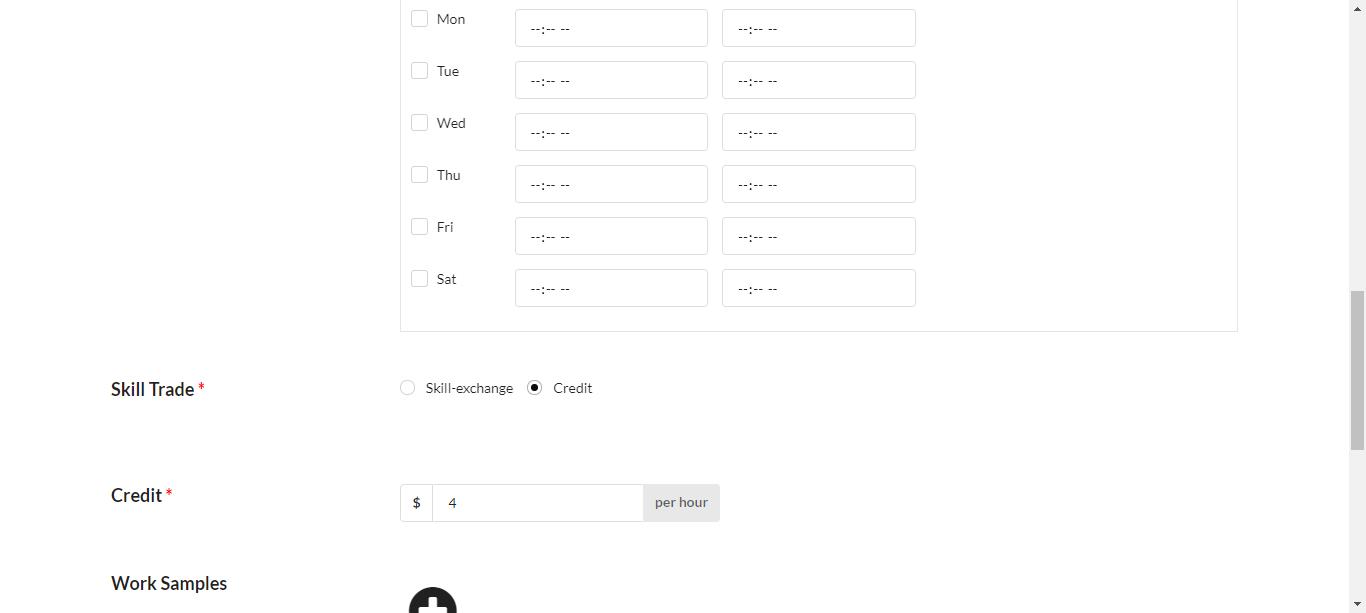 Mon --:-- -- --:-- --
Tue --:-- -- --:-- --
Wed --:-- -- --:-- --
Thu --:-- -- --:-- --
Fri --:-- -- --:-- --
Sat --:-- -- --:-- --
Skill Trade * Skill-exchange Credit
Credit * $ 4 per hour
Work Samples